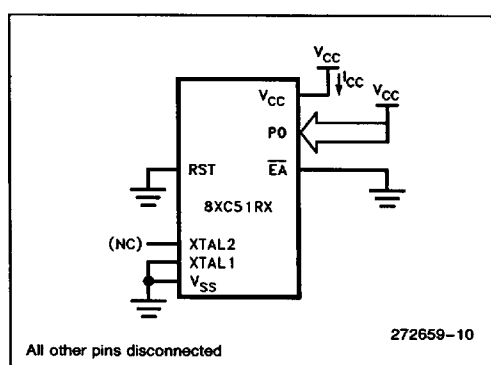 VCC
ICC
VCC
VCC
P0
RST
EA
8XC51RX
(NC)
XTAL2
XTAL1
VSS
272659-10
All other pins disconnected